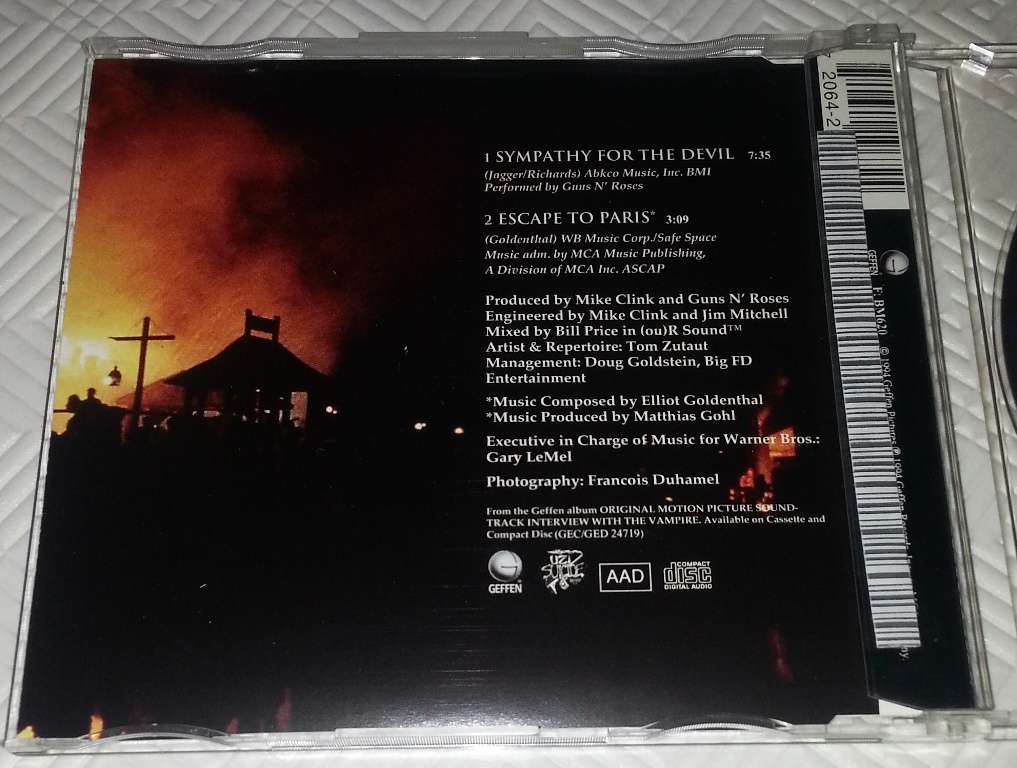 1 SYMPATHY FOR THE DEVIL 7:35
(Jagger/Richards) Abkco Music, Inc. BMI
Performed by Guns N' Roses
2 ESCAPE TO PARIS* 3:09
(Goldenthal) WB Music Corp./Safe Space
Music adm. by MCA Music Publishing,
A Division of MCA Inc. ASCAP
Produced by Mike Clink and Guns N' Roses
Engineered by Mike Clink and Jim Mitchell
Mixed by Bill Price in (ou)R Sound™
Artist & Repertoire: Tom Zutaut
Management: Doug Goldstein, Big FD
Entertainment
*Music Composed by Elliot Goldenthal
*Music Produced by Matthias Gohl
Executive in Charge of Music for Warner Bros.:
Gary LeMel
Photography: Francois Duhamel
From the Geffen album ORIGINAL MOTION PICTURE SOUND-
TRACK INTERVIEW WITH THE VAMPIRE. Available on Cassette and
Compact Disc (GEC/GED 24719)
GEFFEN
UZI SUICIDE
AAD
COMPACT
disc
DIGITAL AUDIO
2064-2
GEFFEN
F: BM620
© 1994 Geffen Pictures ℗ 1994 Geffen Records